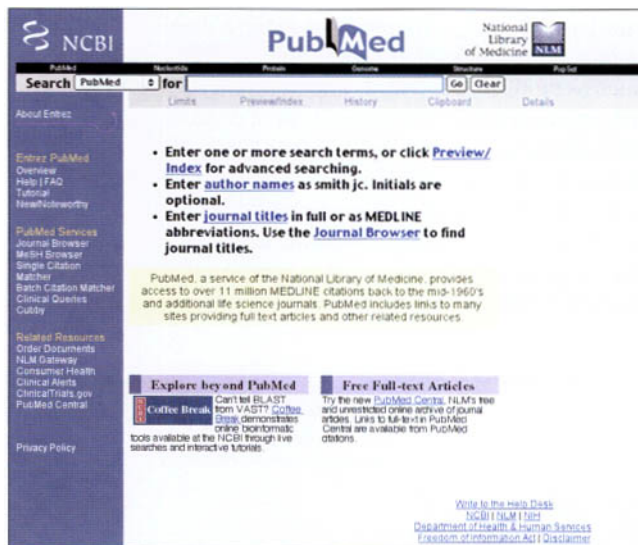 NCBI
PubMed
National
Library
of Medicine NLM
PubMed Nucleotide Protein Genome Structure PopSet
Search PubMed for Go Clear
Limits Preview/Index History Clipboard Details
About Entrez
Entrez PubMed
Overview
Help | FAQ
Tutorial
New/Noteworthy
PubMed Services
Journal Browser
MeSH Browser
Single Citation
Matcher
Batch Citation Matcher
Clinical Queries
Cubby
Related Resources
Order Documents
NLM Gateway
Consumer Health
Clinical Alerts
ClinicalTrials.gov
PubMed Central
Privacy Policy
• Enter one or more search terms, or click Preview/
Index for advanced searching.
• Enter author names as smith jc. Initials are
optional.
• Enter journal titles in full or as MEDLINE
abbreviations. Use the Journal Browser to find
journal titles.
PubMed, a service of the National Library of Medicine, provides
access to over 11 million MEDLINE citations back to the mid-1960's
and additional life science journals. PubMed includes links to many
sites providing full text articles and other related resources.
Explore beyond PubMed
Coffee Break
Can't tell BLAST
from VAST? Coffee
Break demonstrates
online bioinformatic
tools available at the NCBI through live
searches and interactive tutorials.
Free Full-text Articles
Try the new PubMed Central, NLM's free
and unrestricted online archive of journal
articles. Links to full-text in PubMed
Central are available from PubMed
citations.
Write to the Help Desk
NCBI | NLM | NIH
Department of Health & Human Services
Freedom of Information Act | Disclaimer